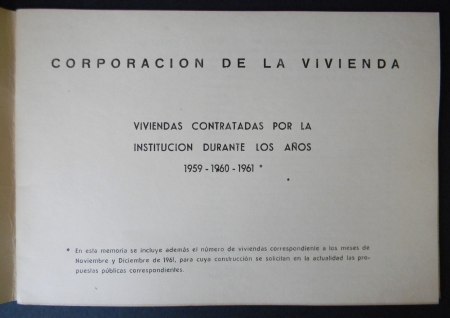 CORPORACION DE LA VIVIENDA
VIVIENDAS CONTRATADAS POR LA
INSTITUCION DURANTE LOS AÑOS
1959 - 1960 - 1961 *
* En esta memoria se incluye además el número de viviendas correspondiente a los meses de
Noviembre y Diciembre de 1961, para cuya construcción se solicitan en la actualidad las pro-
puestas públicas correspondientes.